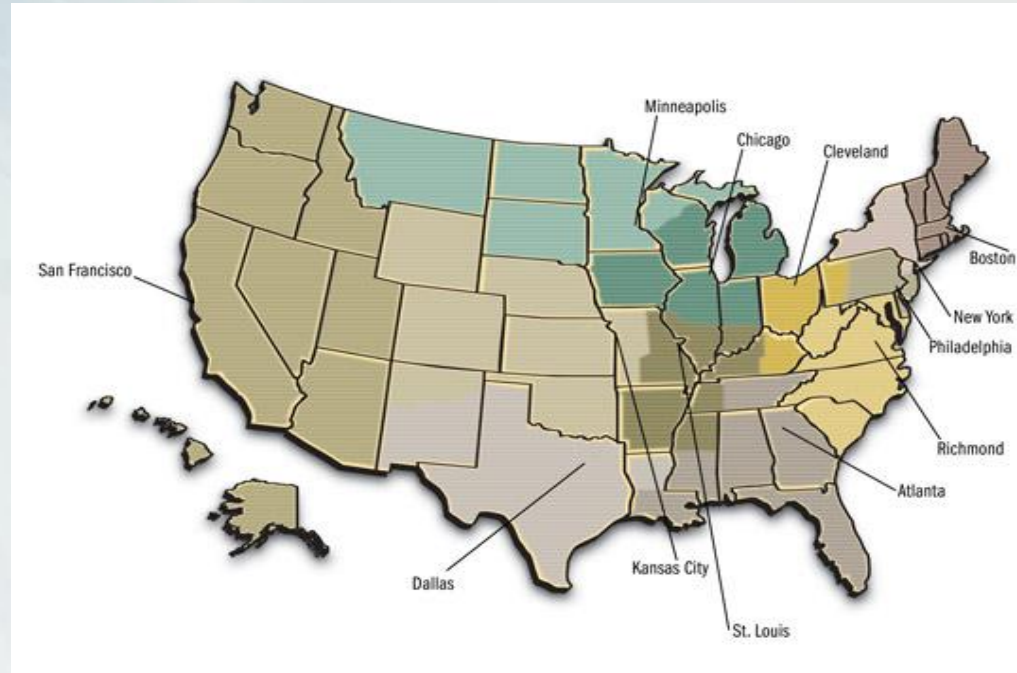 Minneapolis
Chicago
Cleveland
San Francisco
Boston
New York
Philadelphia
Richmond
Atlanta
Kansas City
Dallas
St. Louis